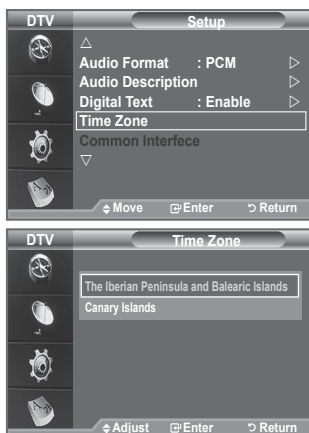 DTV Setup
△
Audio Format : PCM ▷
Audio Description ▷
Digital Text : Enable ▷
Time Zone
Common Interfece
▽
Move Enter Return
DTV Time Zone
The Iberian Peninsula and Balearic Islands
Canary Islands
Adjust Enter Return